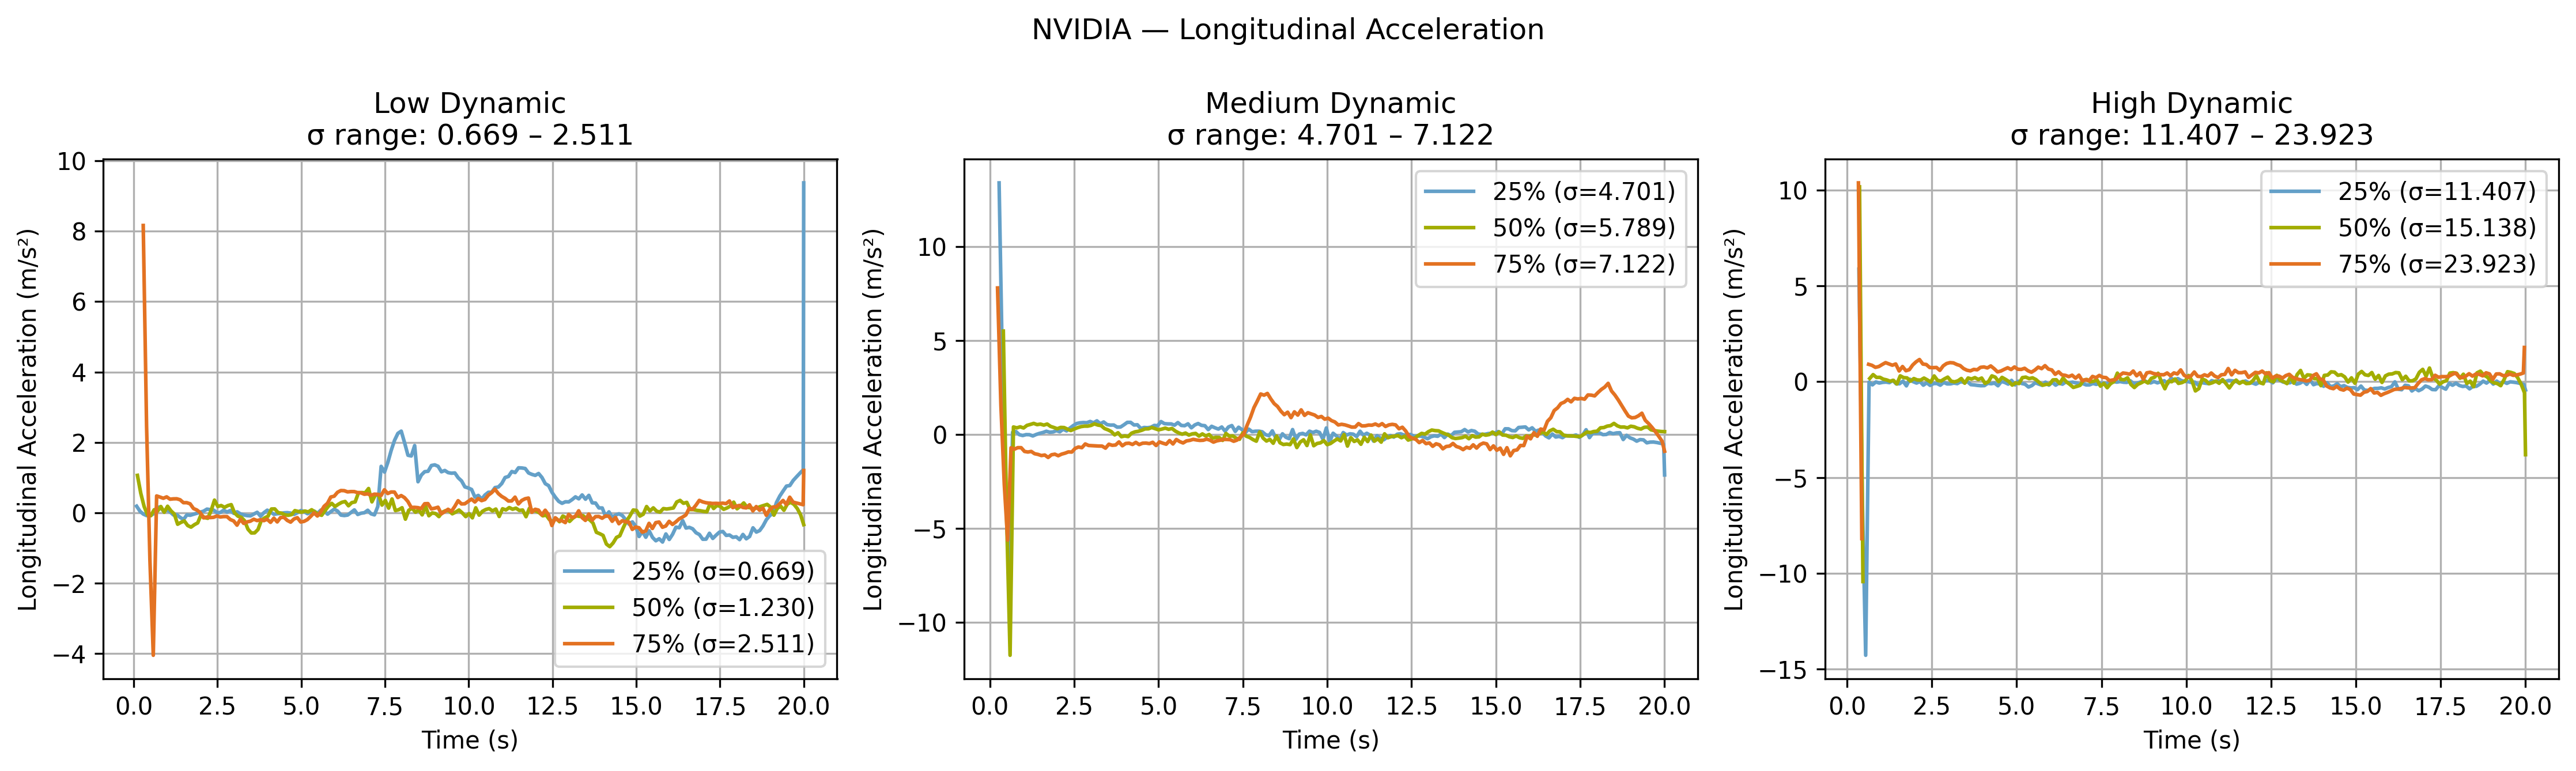 NVIDIA — Longitudinal Acceleration
Low Dynamic
σ range: 0.669 – 2.511
Longitudinal Acceleration (m/s²)
10
8
6
4
2
0
−2
−4
25% (σ=0.669)
50% (σ=1.230)
75% (σ=2.511)
0.0 2.5 5.0 7.5 10.0 12.5 15.0 17.5 20.0
Time (s)
Medium Dynamic
σ range: 4.701 – 7.122
Longitudinal Acceleration (m/s²)
10
5
0
−5
−10
25% (σ=4.701)
50% (σ=5.789)
75% (σ=7.122)
0.0 2.5 5.0 7.5 10.0 12.5 15.0 17.5 20.0
Time (s)
High Dynamic
σ range: 11.407 – 23.923
Longitudinal Acceleration (m/s²)
10
5
0
−5
−10
−15
25% (σ=11.407)
50% (σ=15.138)
75% (σ=23.923)
0.0 2.5 5.0 7.5 10.0 12.5 15.0 17.5 20.0
Time (s)